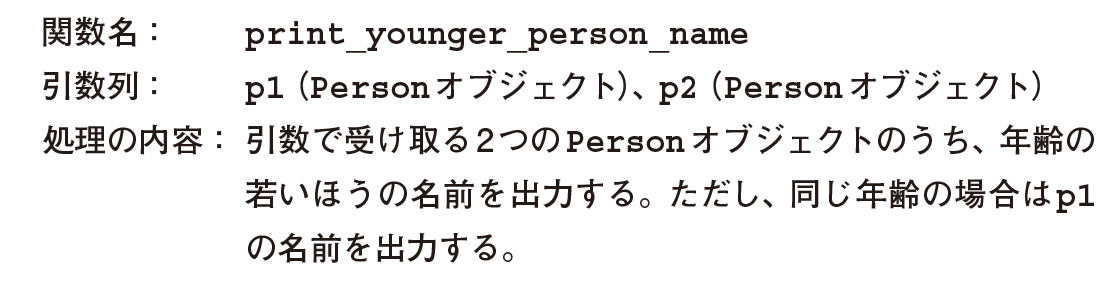 関数名： print_younger_person_name
引数列： p1（Personオブジェクト）、p2（Personオブジェクト）
処理の内容： 引数で受け取る2つのPersonオブジェクトのうち、年齢の
若いほうの名前を出力する。ただし、同じ年齢の場合はp1
の名前を出力する。